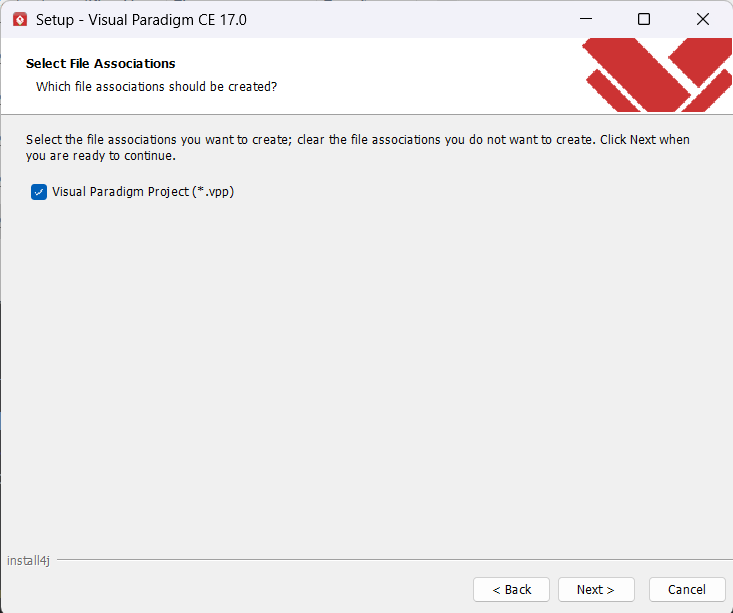 Setup - Visual Paradigm CE 17.0
Select File Associations
Which file associations should be created?
Select the file associations you want to create; clear the file associations you do not want to create. Click Next when
you are ready to continue.
Visual Paradigm Project (*.vpp)
install4j
< Back
Next >
Cancel